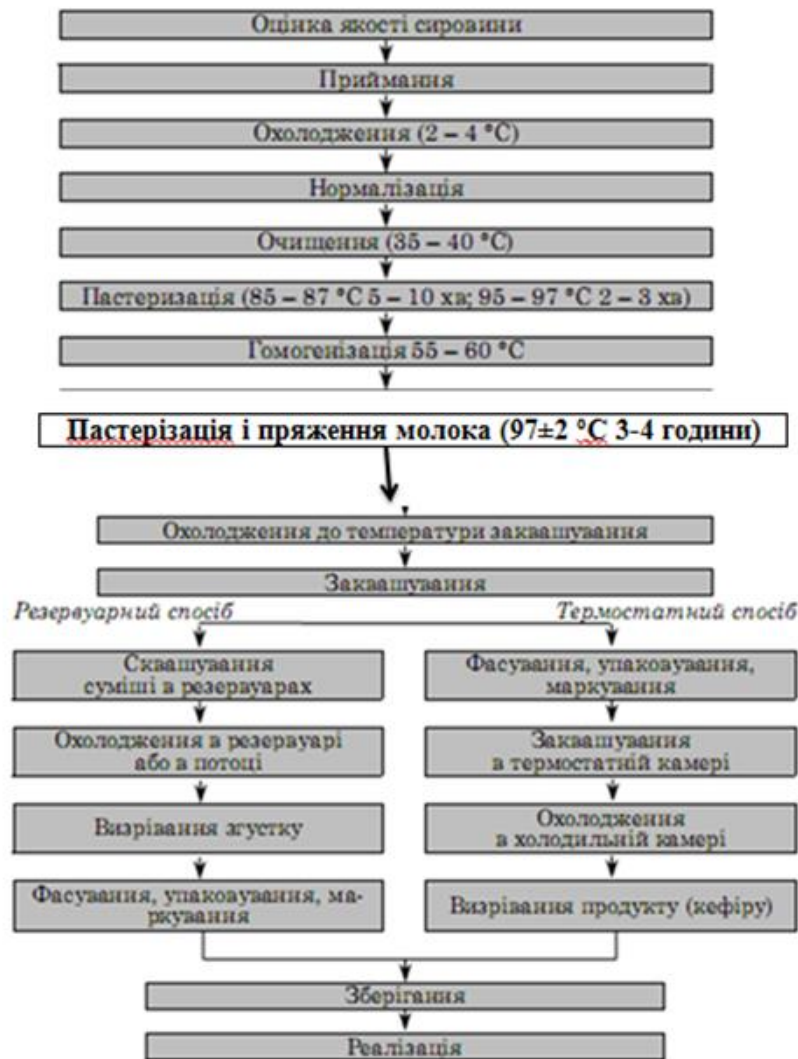 Оцінка якості сировини
Приймання
Охолодження (2 – 4 °С)
Нормалізація
Очищення (35 – 40 °С)
Пастеризація (85 – 87 °С 5 – 10 хв; 95 – 97 °С 2 – 3 хв)
Гомогенізація 55 – 60 °С
Пастерізація і пряження молока (97±2 °С 3-4 години)
Охолодження до температури заквашування
Заквашування
Резервуарний спосіб
Сквашування
суміші в резервуарах
Охолодження в резервуарі
або в потоці
Визрівання згустку
Фасування, упаковування, ма-
ркування
Термостатний спосіб
Фасування, упаковування,
маркування
Заквашування
в термостатній камері
Охолодження
в холодильній камері
Визрівання продукту (кефіру)
Зберігання
Реалізація